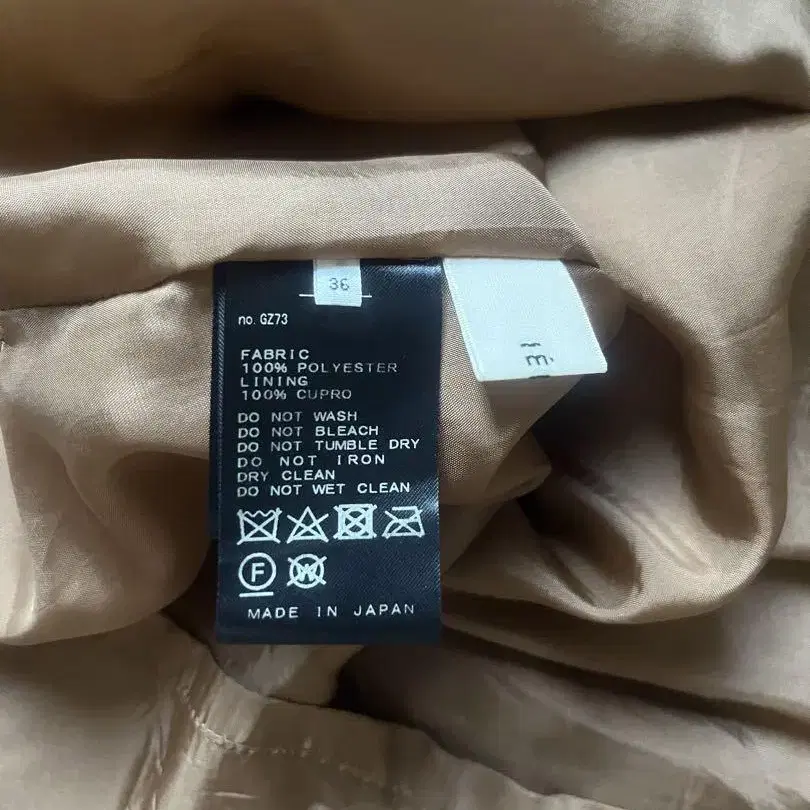 36
no. GZ73
FABRIC
100% POLYESTER
LINING
100% CUPRO
DO NOT WASH
DO NOT BLEACH
DO NOT TUMBLE DRY
DO NOT IRON
DRY CLEAN
DO NOT WET CLEAN
F
W
MADE IN JAPAN